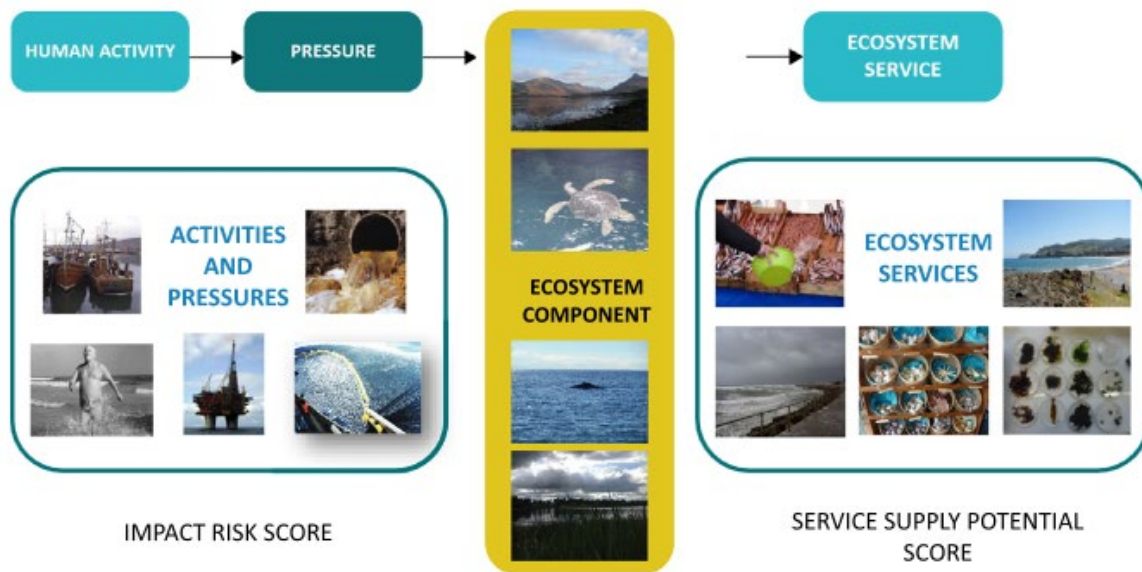 HUMAN ACTIVITY
PRESSURE
ECOSYSTEM
SERVICE
ACTIVITIES
AND
PRESSURES
ECOSYSTEM
COMPONENT
ECOSYSTEM
SERVICES
IMPACT RISK SCORE
SERVICE SUPPLY POTENTIAL
SCORE